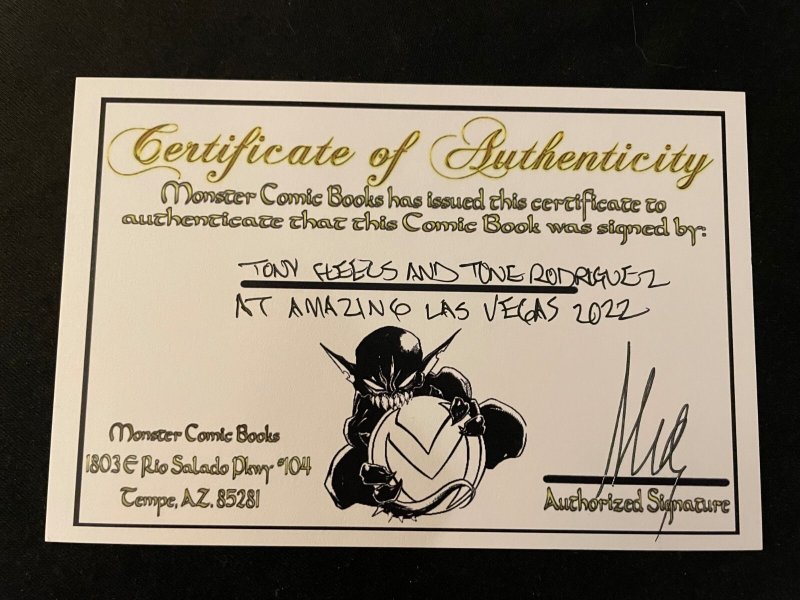 Certificate of Authenticity
Monster Comic Books has issued this certificate to
authenticate that this Comic Book was signed by:
TONY FLEECS AND TONE RODRIGUEZ
AT AMAZING LAS VEGAS 2022
Monster Comic Books
1803 E Rio Salado Pkwy #104
Tempe, AZ. 85281
Authorized Signature